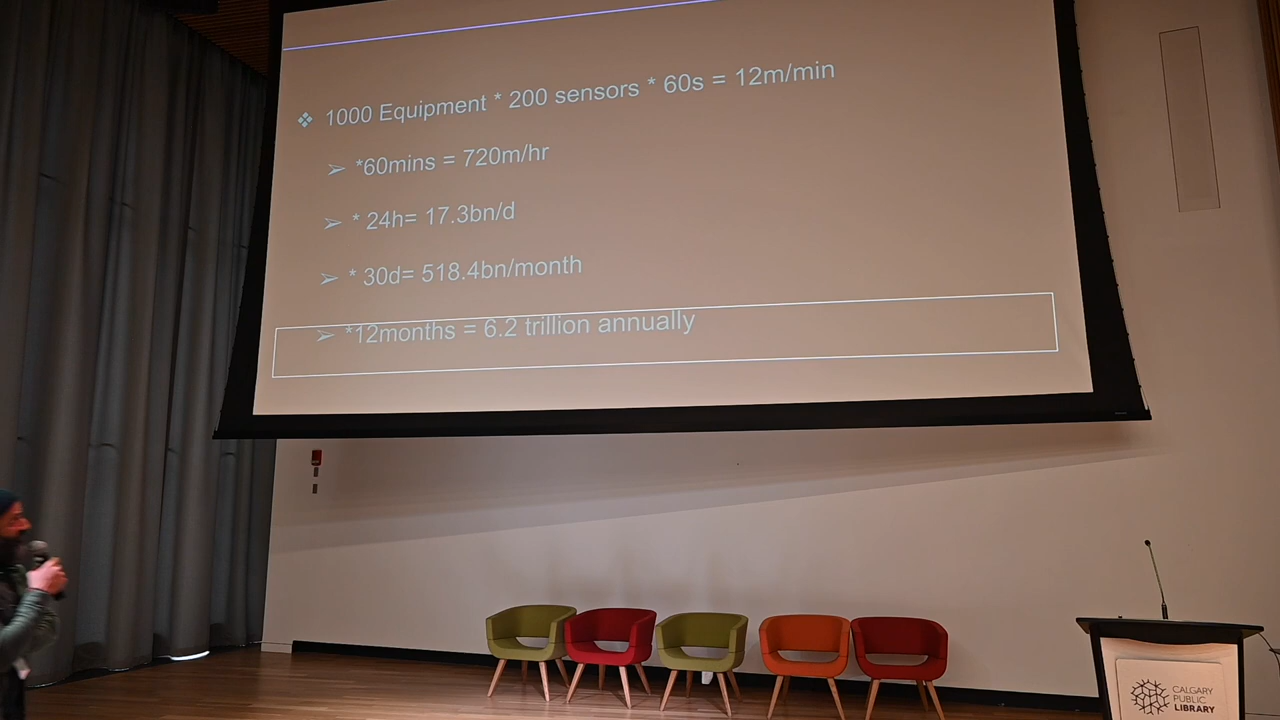 ❖ 1000 Equipment * 200 sensors * 60s = 12m/min
➢ *60mins = 720m/hr
➢ * 24h= 17.3bn/d
➢ * 30d= 518.4bn/month
➢ *12months = 6.2 trillion annually
CALGARY
PUBLIC
LIBRARY